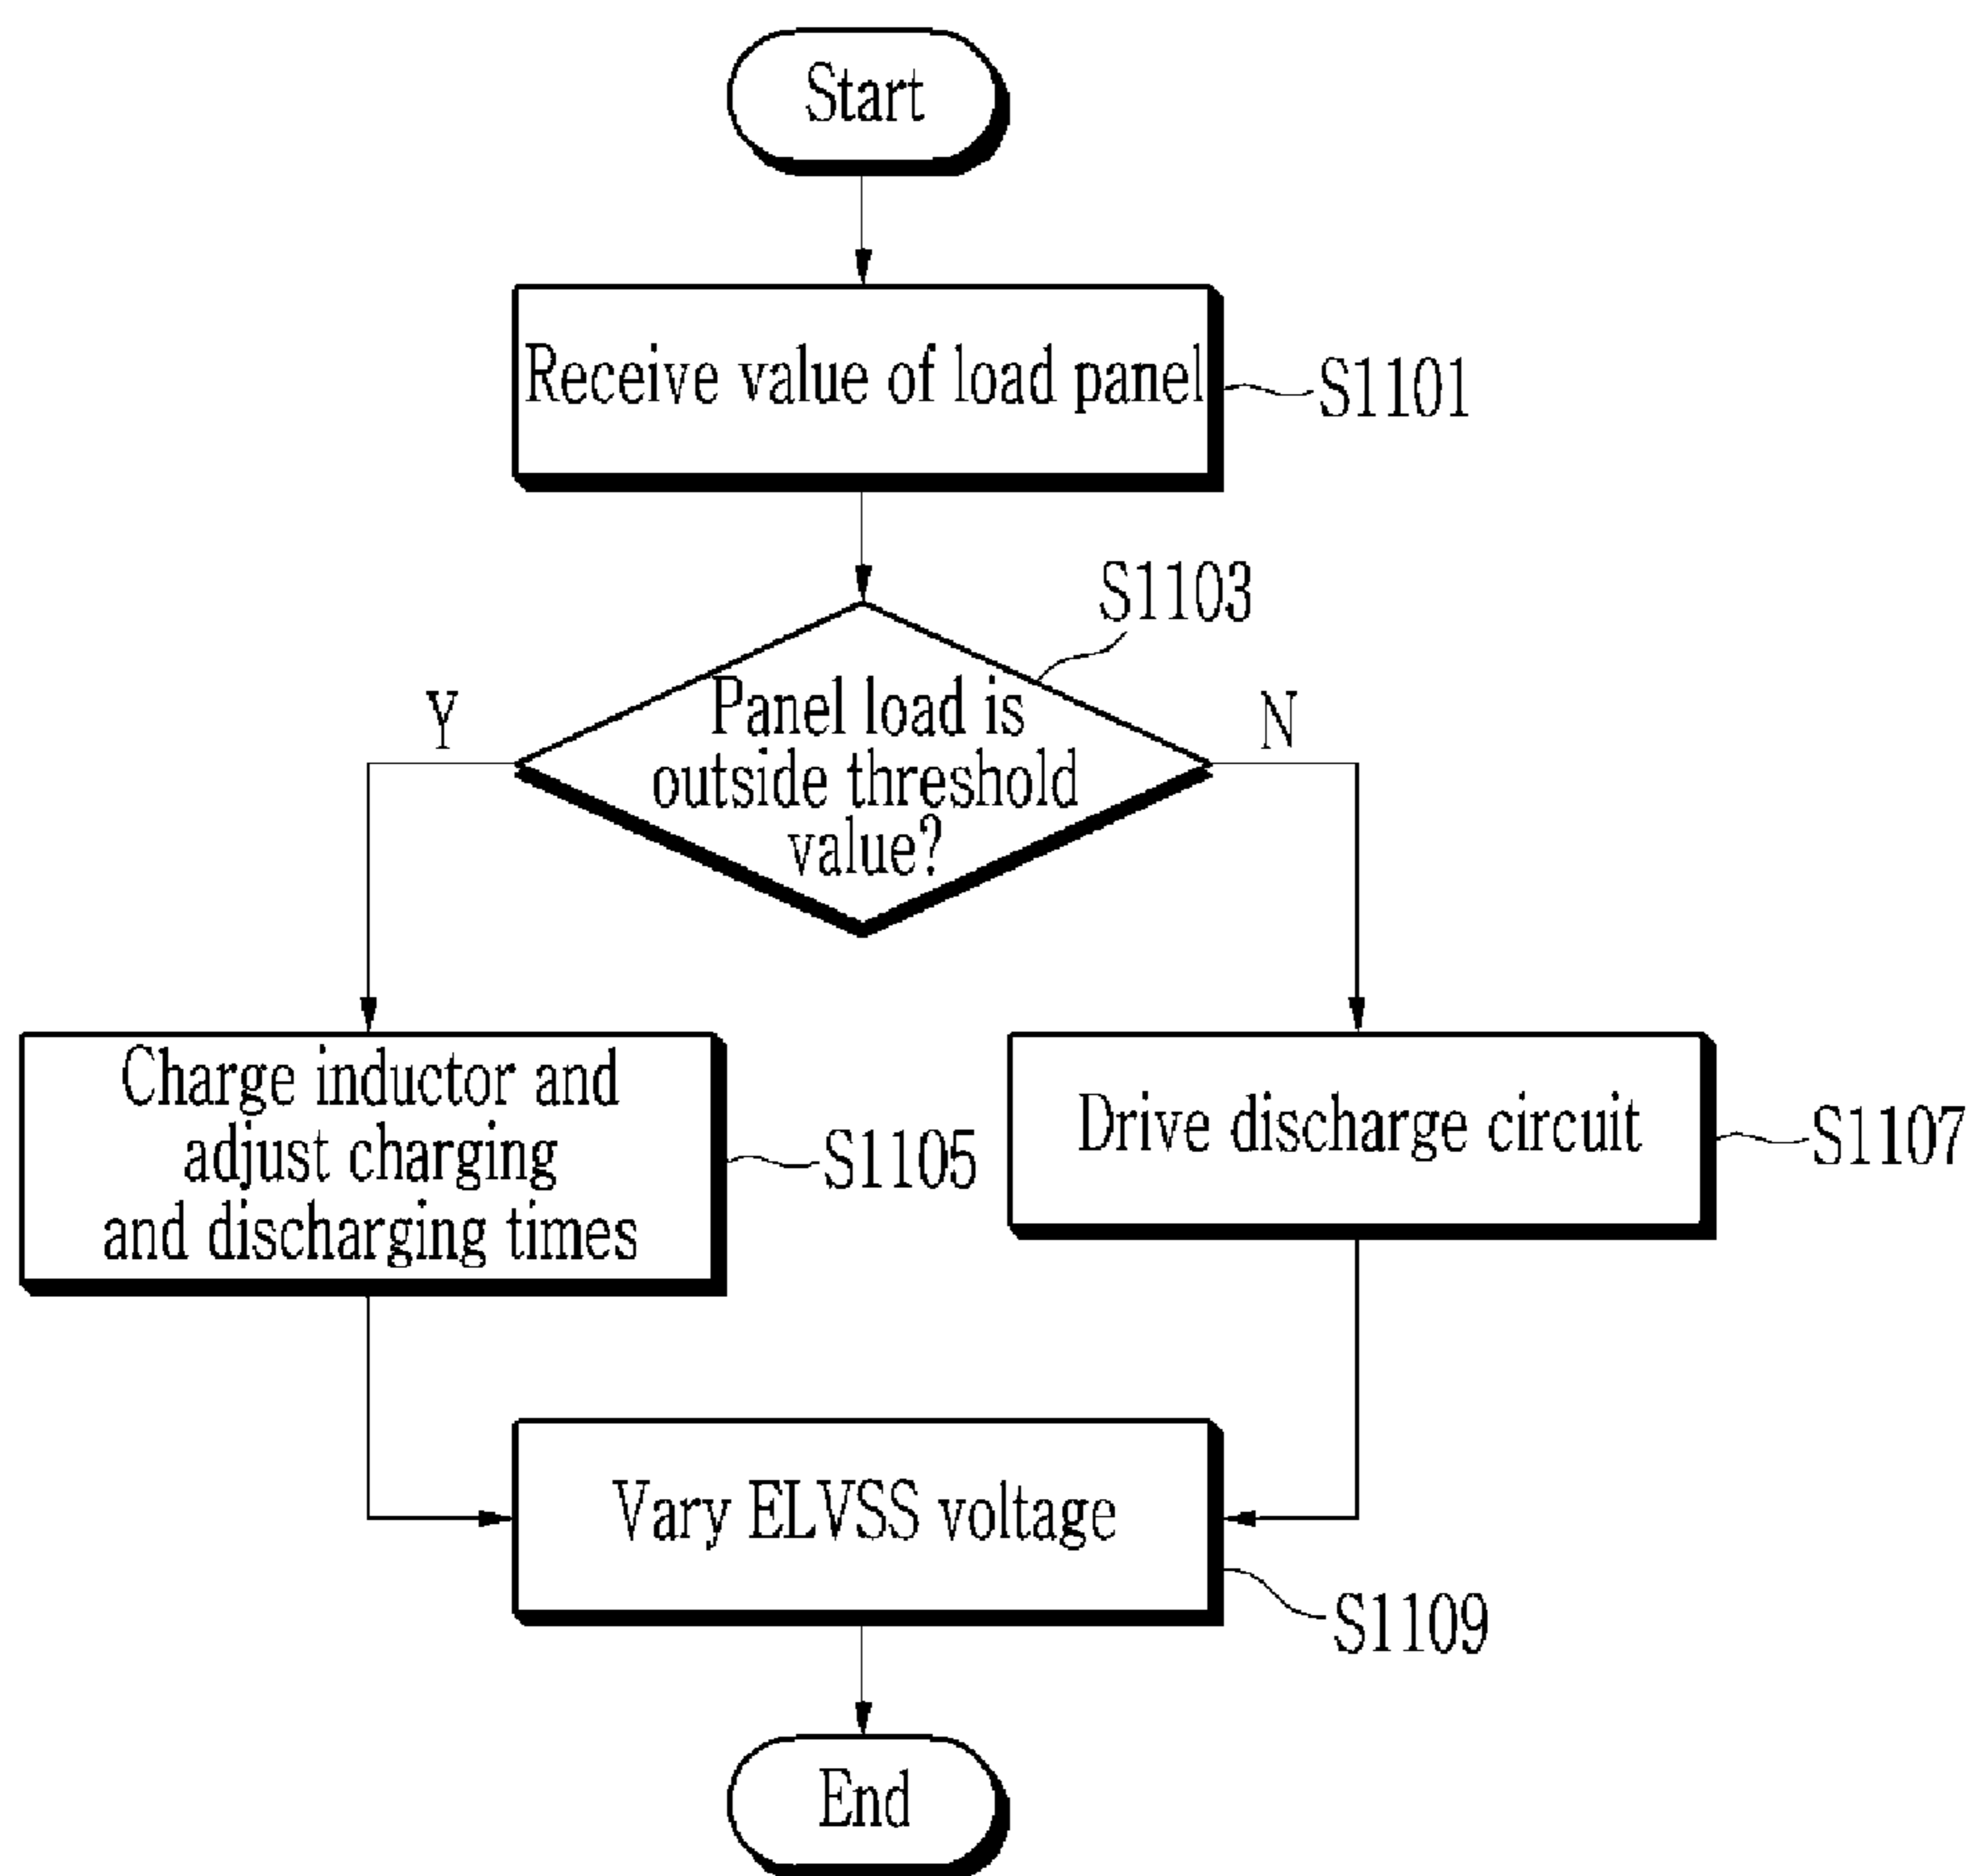 Start
Receive value of load panel
S1101
S1103
Y
Panel load is
outside threshold
value?
N
Charge inductor and
adjust charging
and discharging times
S1105
Drive discharge circuit
S1107
Vary ELVSS voltage
S1109
End